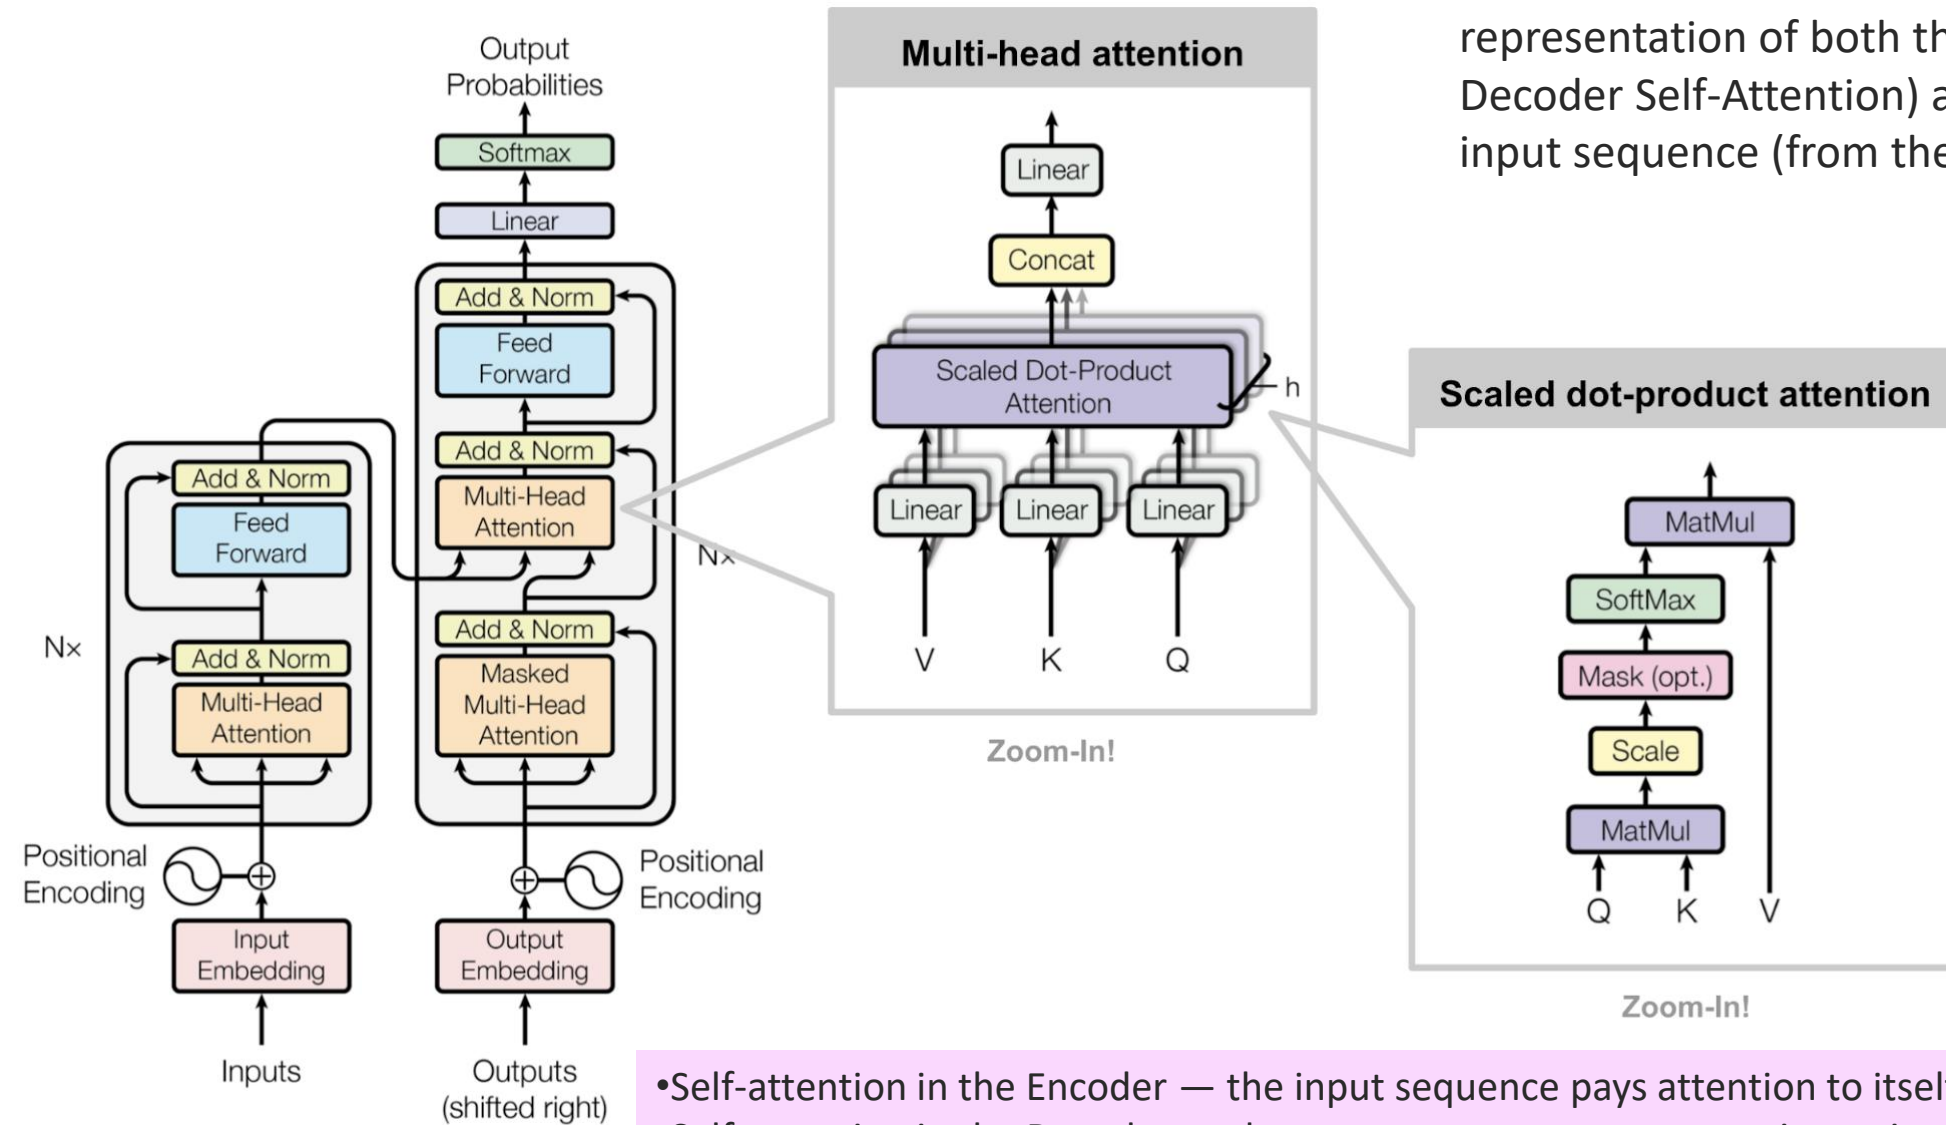 Output
Probabilities
Softmax
Linear
Add & Norm
Feed
Forward
Add & Norm
Multi-Head
Attention
Add & Norm
Masked
Multi-Head
Attention
Nx
Add & Norm
Feed
Forward
Add & Norm
Multi-Head
Attention
Nx
Positional
Encoding
Positional
Encoding
Input
Embedding
Output
Embedding
Inputs
Outputs
(shifted right)
Multi-head attention
Linear
Concat
Scaled Dot-Product
Attention
h
Linear
Linear
Linear
V
K
Q
Zoom-In!
representation of both th
Decoder Self-Attention) a
input sequence (from the
Scaled dot-product attention
MatMul
SoftMax
Mask (opt.)
Scale
MatMul
Q
K
V
Zoom-In!
•Self-attention in the Encoder — the input sequence pays attention to itself